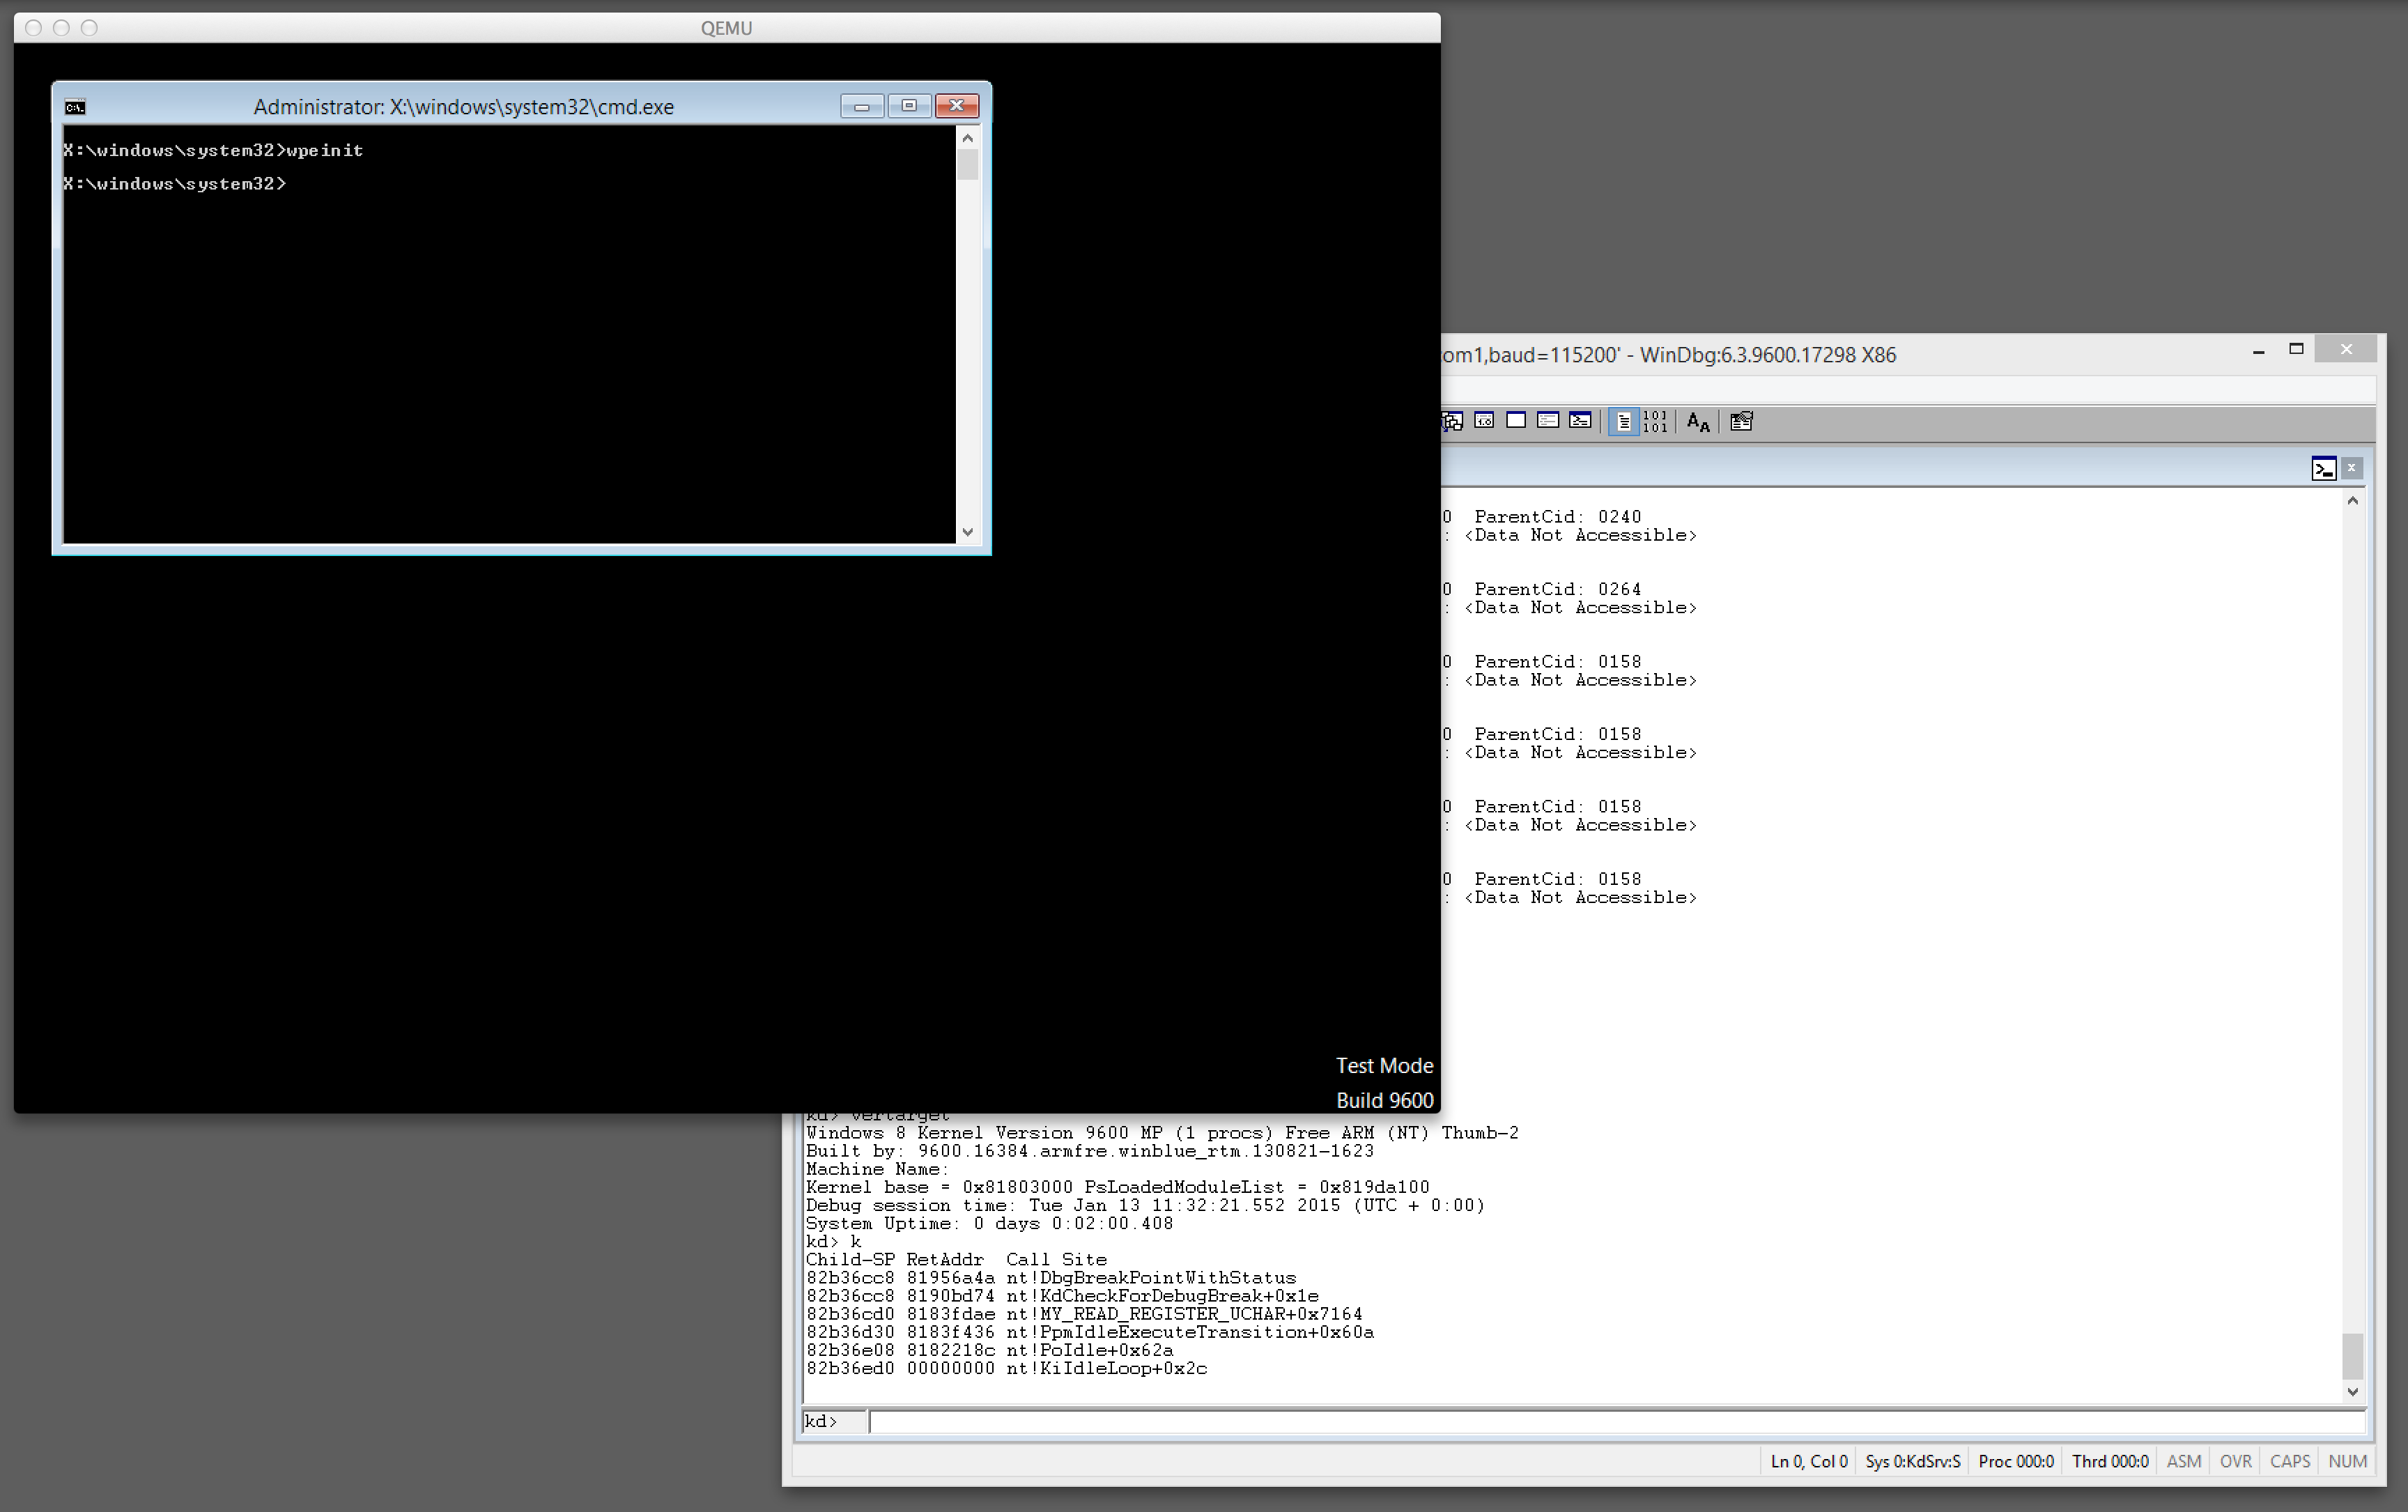 QEMU
Administrator: X:\windows\system32\cmd.exe
X:\windows\system32>wpeinit
X:\windows\system32>
Test Mode
Build 9600
om1,baud=115200' - WinDbg:6.3.9600.17298 X86
0 ParentCid: 0240
: <Data Not Accessible>
0 ParentCid: 0264
: <Data Not Accessible>
0 ParentCid: 0158
: <Data Not Accessible>
0 ParentCid: 0158
: <Data Not Accessible>
0 ParentCid: 0158
: <Data Not Accessible>
0 ParentCid: 0158
: <Data Not Accessible>
kd> vertarget
Windows 8 Kernel Version 9600 MP (1 procs) Free ARM (NT) Thumb-2
Built by: 9600.16384.armfre.winblue_rtm.130821-1623
Machine Name:
Kernel base = 0x81803000 PsLoadedModuleList = 0x819da100
Debug session time: Tue Jan 13 11:32:21.552 2015 (UTC + 0:00)
System Uptime: 0 days 0:02:00.408
kd> k
Child-SP RetAddr Call Site
82b36cc8 81956a4a nt!DbgBreakPointWithStatus
82b36cc8 8190bd74 nt!KdCheckForDebugBreak+0x1e
82b36cd0 8183fdae nt!MY_READ_REGISTER_UCHAR+0x7164
82b36d30 8183f436 nt!PpmIdleExecuteTransition+0x60a
82b36e08 8182218c nt!PoIdle+0x62a
82b36ed0 00000000 nt!KiIdleLoop+0x2c
kd>
Ln 0, Col 0 Sys 0:KdSrv:S Proc 000:0 Thrd 000:0 ASM OVR CAPS NUM